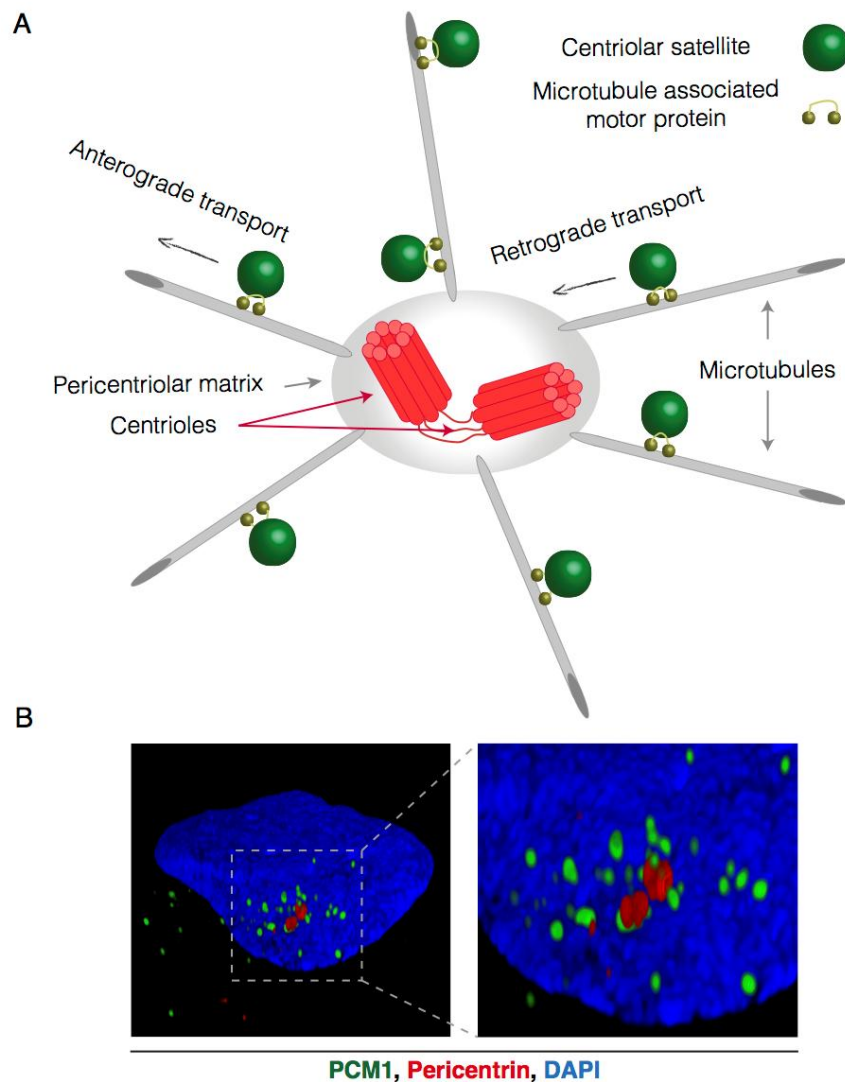 A
Centriolar satellite
Microtubule associated
motor protein
Anterograde transport
Retrograde transport
Pericentriolar matrix
Centrioles
Microtubules
B
PCM1, Pericentrin, DAPI